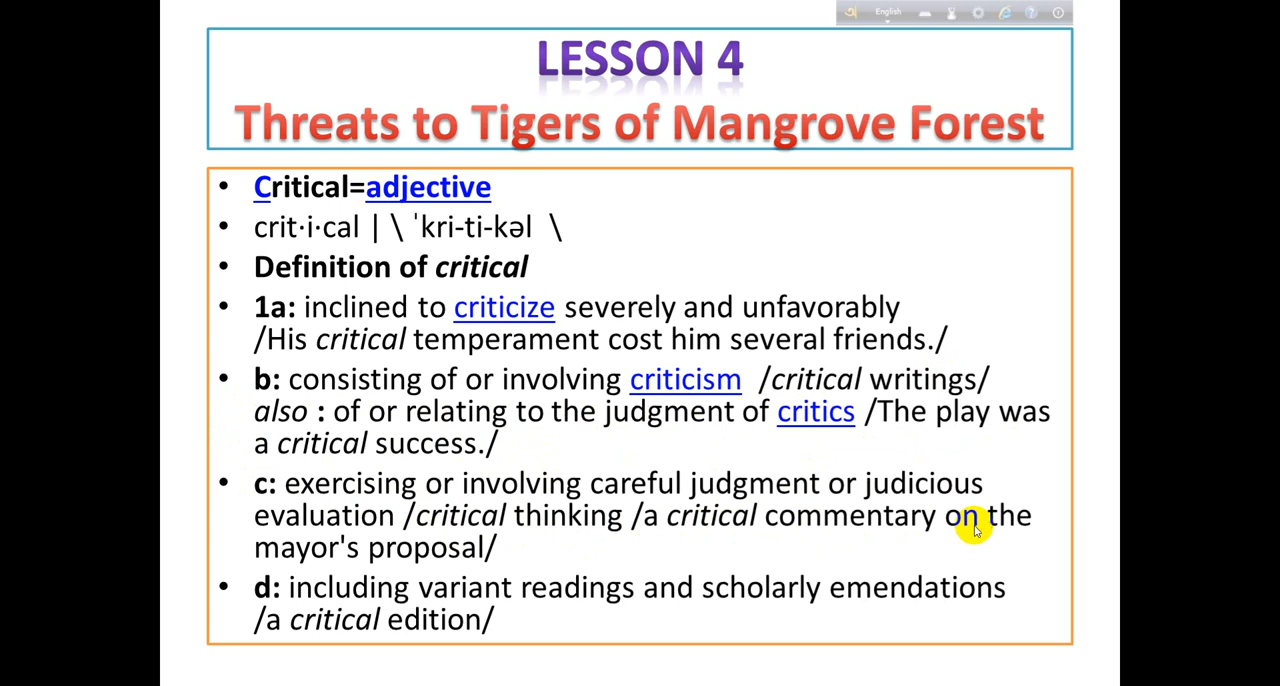 English
LESSON 4
Threats to Tigers of Mangrove Forest
• Critical=adjective
• crit·i·cal | \ ˈkri-ti-kəl \
• Definition of critical
• 1a: inclined to criticize severely and unfavorably
/His critical temperament cost him several friends./
• b: consisting of or involving criticism /critical writings/
also : of or relating to the judgment of critics /The play was
a critical success./
• c: exercising or involving careful judgment or judicious
evaluation /critical thinking /a critical commentary on the
mayor's proposal/
• d: including variant readings and scholarly emendations
/a critical edition/